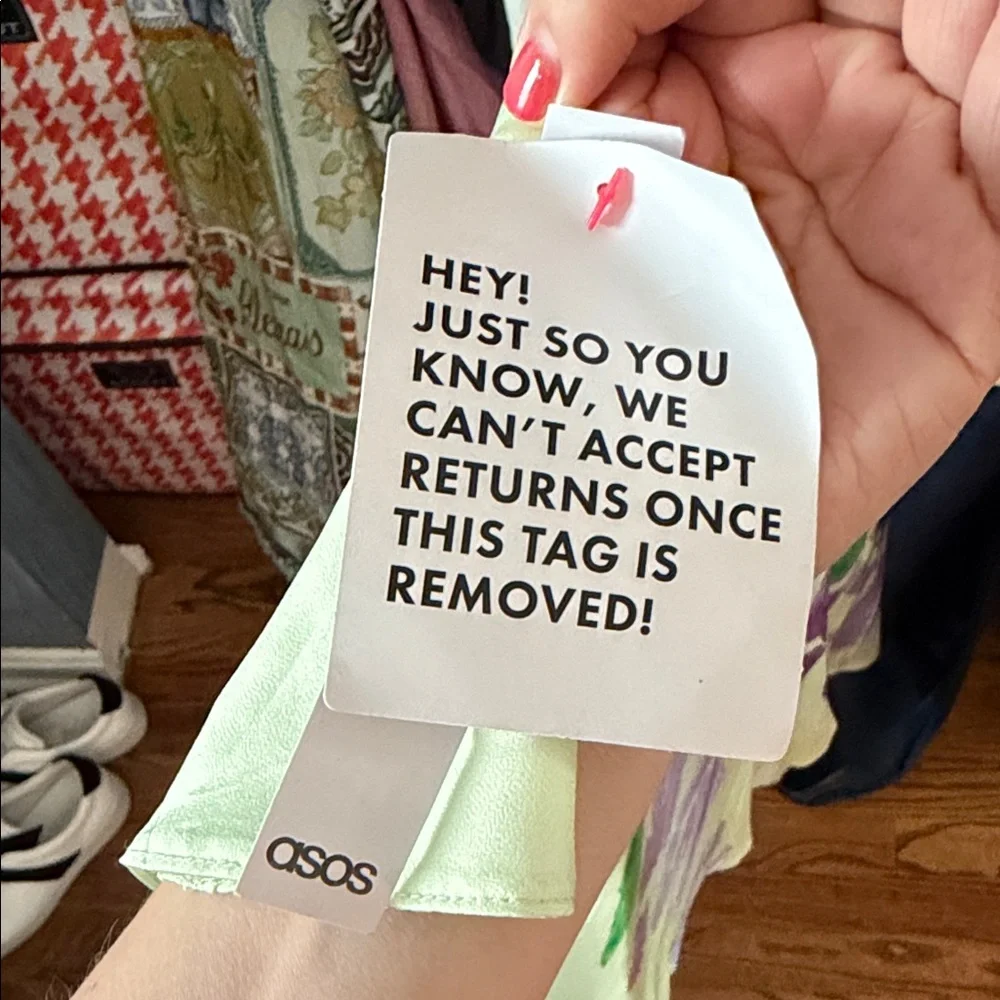 HEY!
JUST SO YOU
KNOW, WE
CAN'T ACCEPT
RETURNS ONCE
THIS TAG IS
REMOVED!
asos